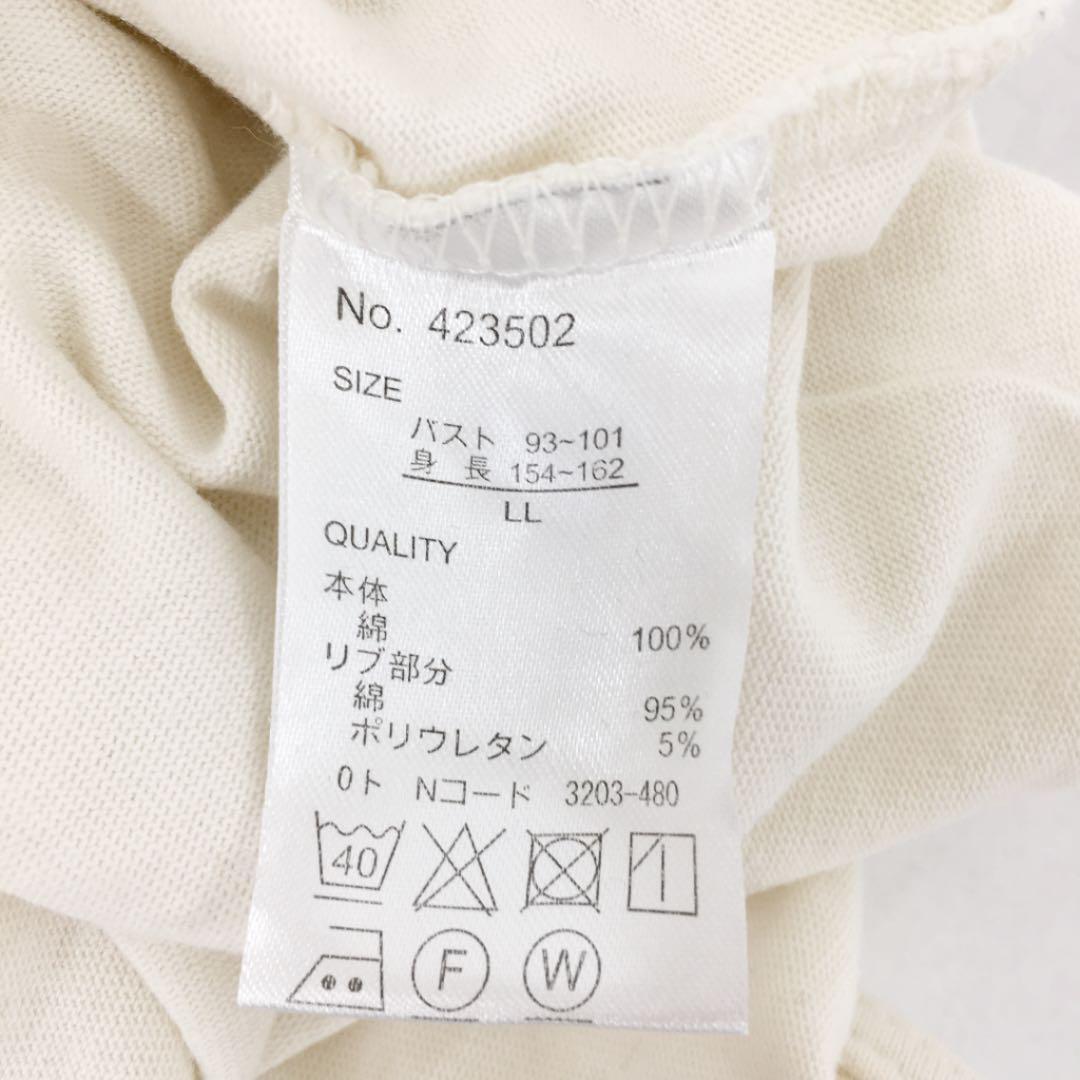 No. 423502
SIZE
バスト 93~101
身 長 154~162
LL
QUALITY
本体
綿 100%
リブ部分
綿 95%
ポリウレタン 5%
0ト Nコード 3203-480
40
F W